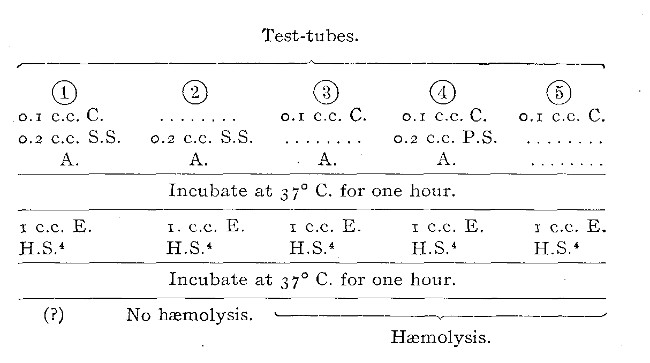 Test-tubes.
① ② ③ ④ ⑤
0.1 c.c. C. ........ 0.1 c.c. C. 0.1 c.c. C. 0.1 c.c. C.
0.2 c.c. S.S. 0.2 c.c. S.S. ........ 0.2 c.c. P.S. ........
A. A. A. A. ........
Incubate at 37° C. for one hour.
1 c.c. E. 1. c.c. E. 1 c.c. E. 1 c.c. E. 1 c.c. E.
H.S.⁴ H.S.⁴ H.S.⁴ H.S.⁴ H.S.⁴
Incubate at 37° C. for one hour.
(?) No hæmolysis.
Hæmolysis.